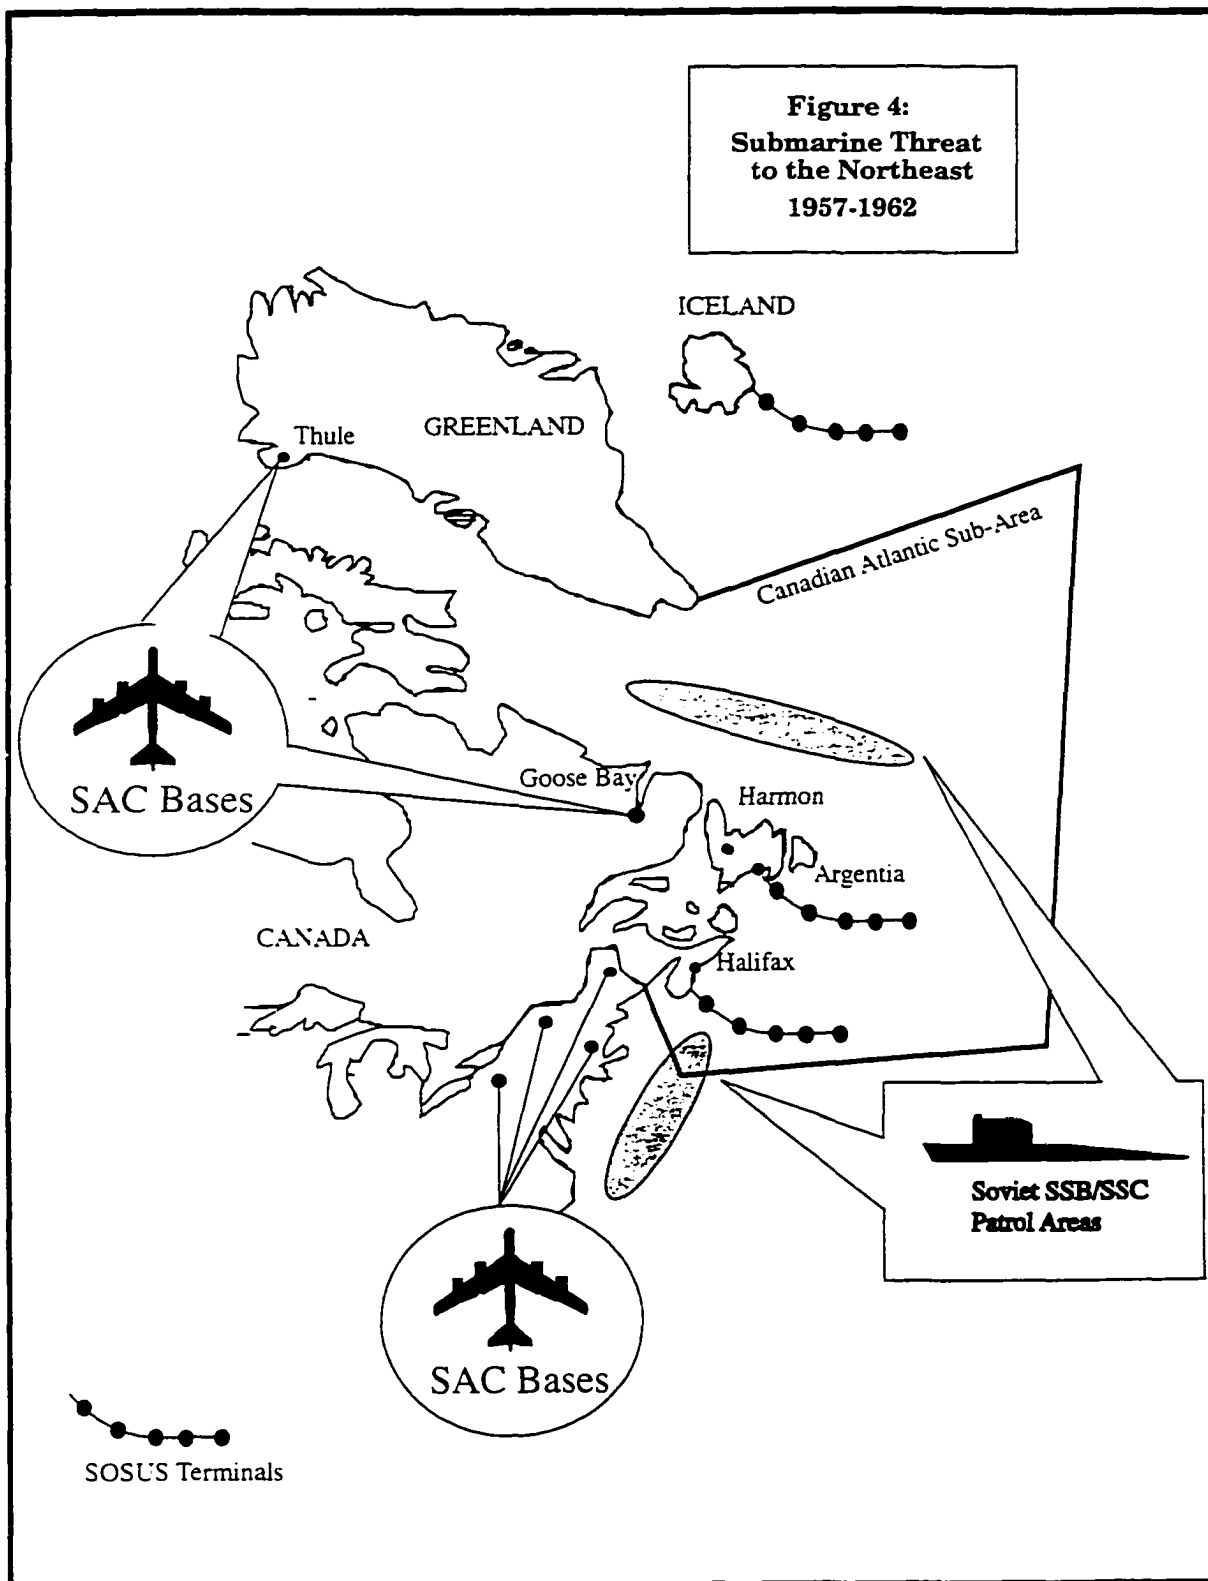 Figure 4:
Submarine Threat
to the Northeast
1957-1962
ICELAND
GREENLAND
Thule
Canadian Atlantic Sub-Area
SAC Bases
Goose Bay
Harmon
Argentia
CANADA
Halifax
Soviet SSB/SSC
Patrol Areas
SAC Bases
SOSUS Terminals